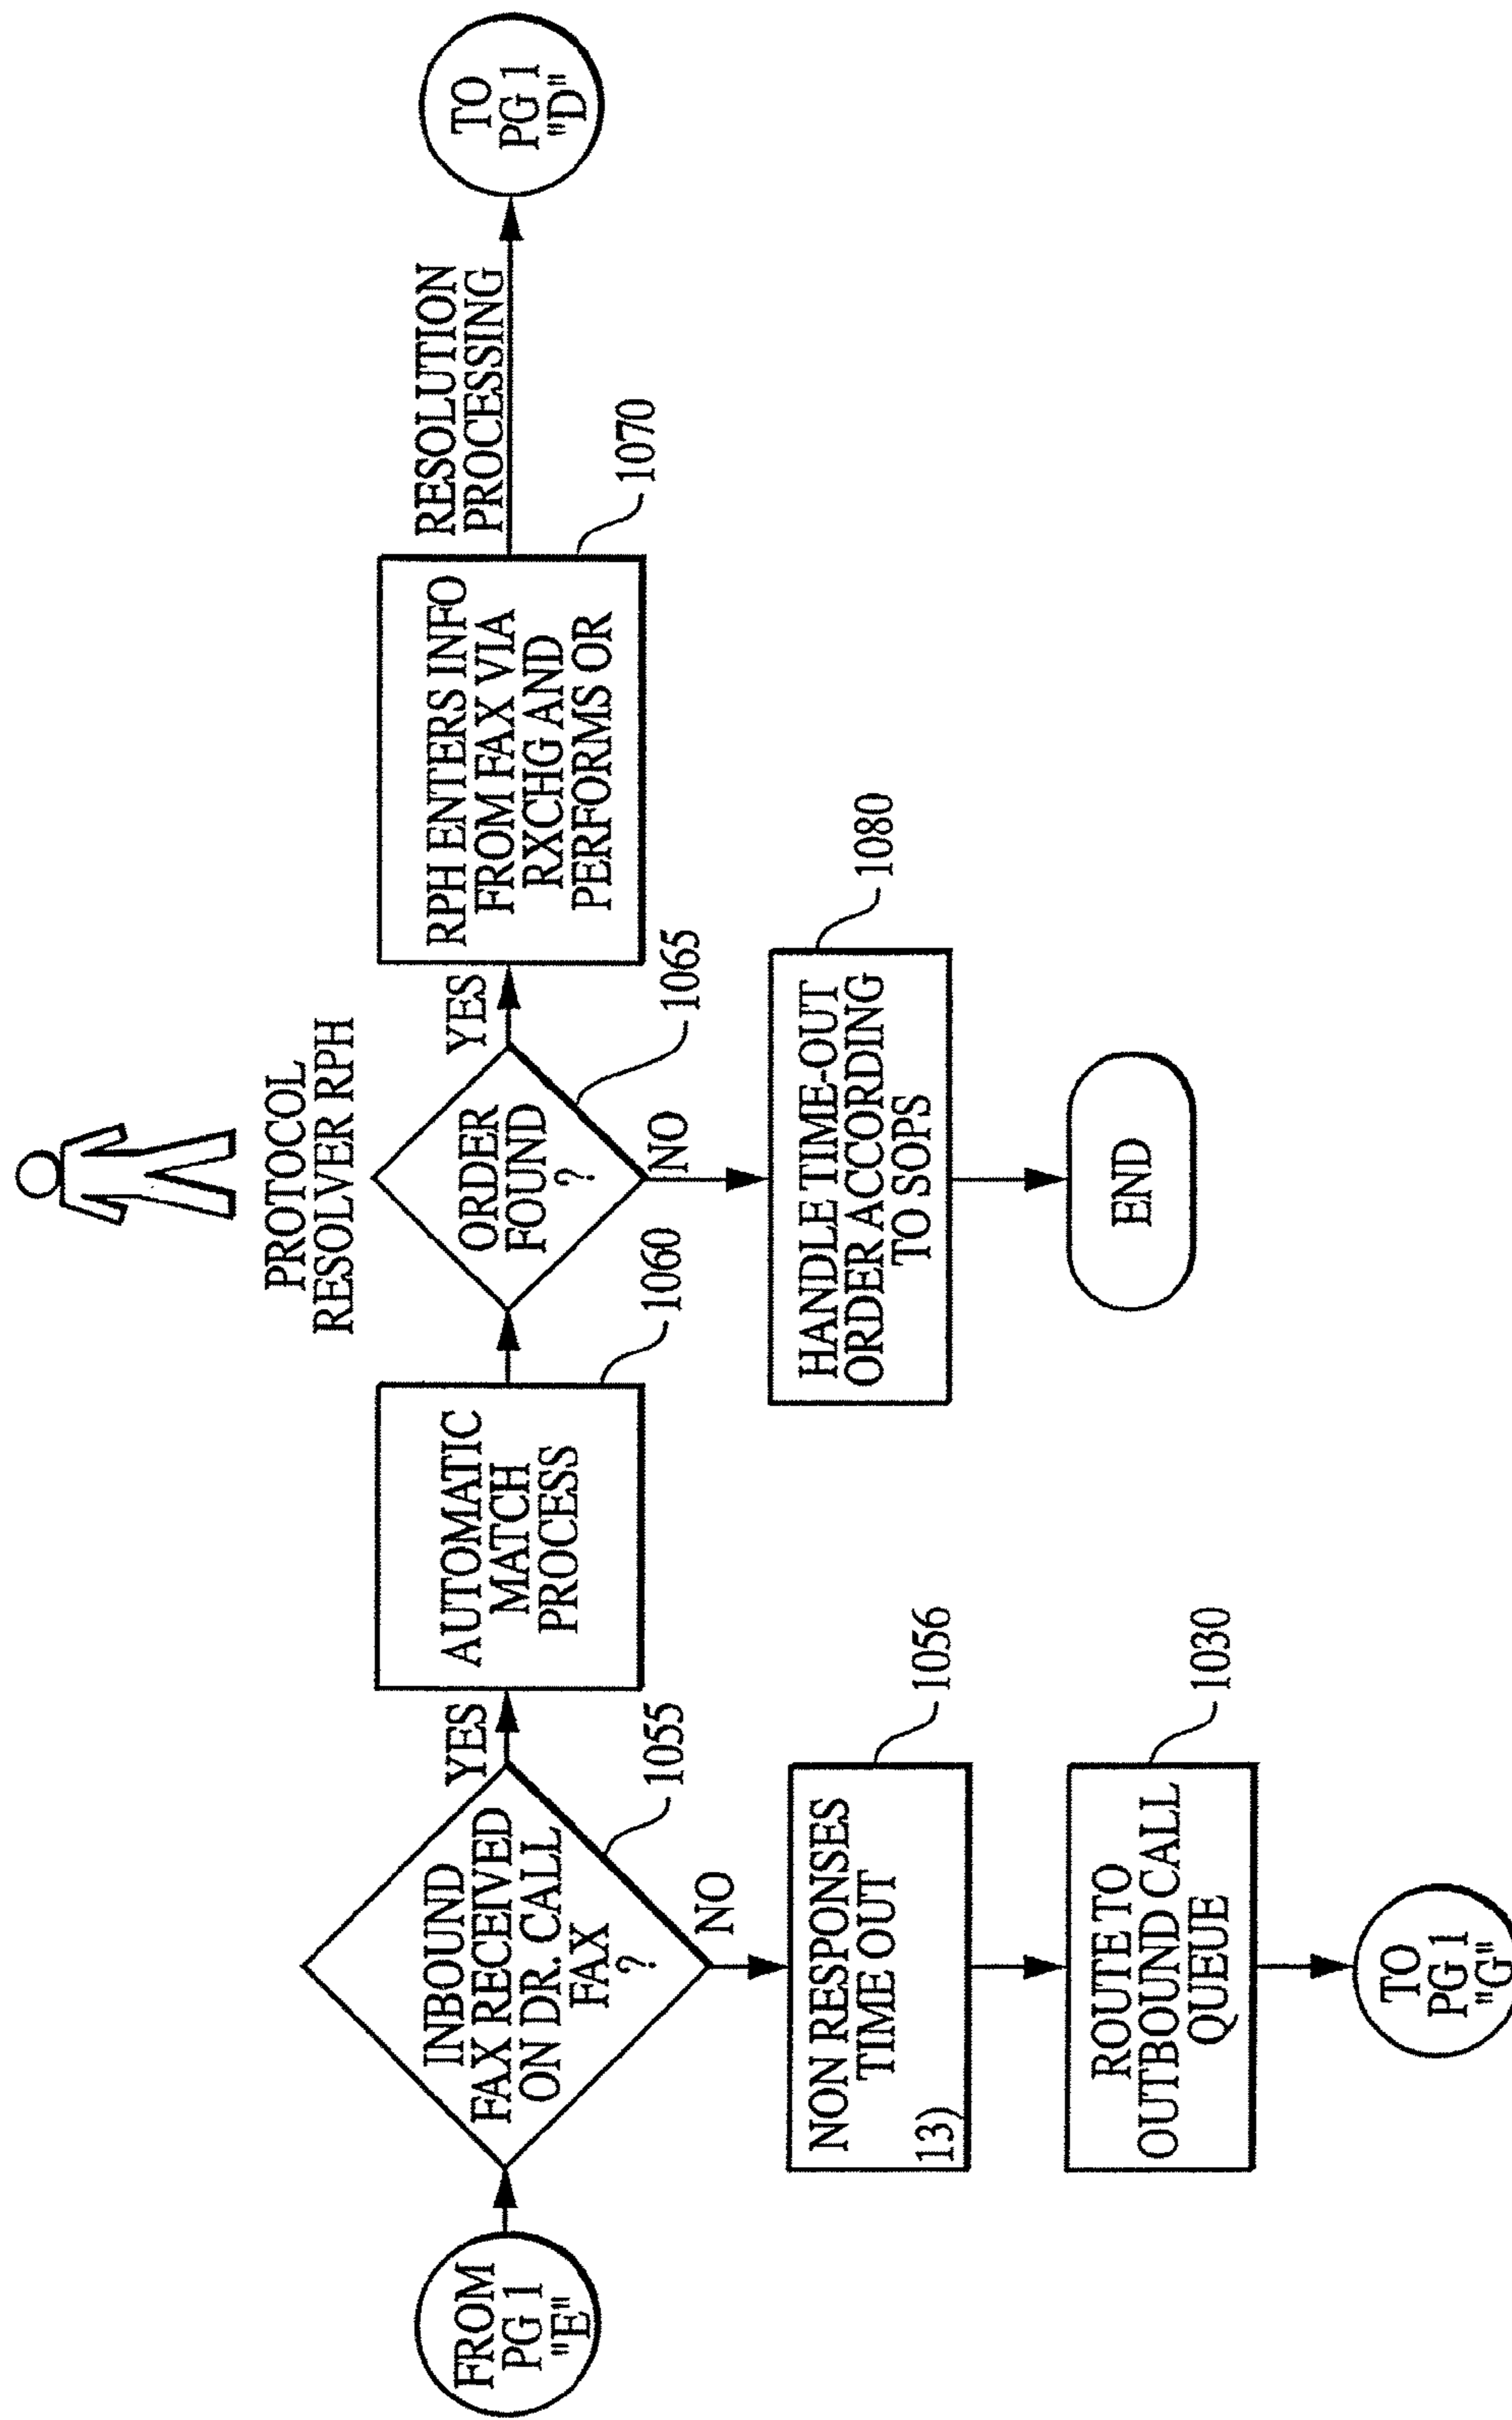 FROM
PG 1
"E"
INBOUND
FAX RECEIVED
ON DR. CALL
FAX
?
1055
YES
NO
NON RESPONSES
TIME OUT
13)
1056
ROUTE TO
OUTBOUND CALL
QUEUE
1030
TO
PG 1
"G"
AUTOMATIC
MATCH
PROCESS
1060
PROTOCOL
RESOLVER RPH
ORDER
FOUND
?
1065
YES
NO
HANDLE TIME-OUT
ORDER ACCORDING
TO SOPS
1080
END
RPH ENTERS INFO
FROM FAX VIA
RXCHG AND
PERFORMS OR
1070
RESOLUTION
PROCESSING
TO
PG 1
"D"